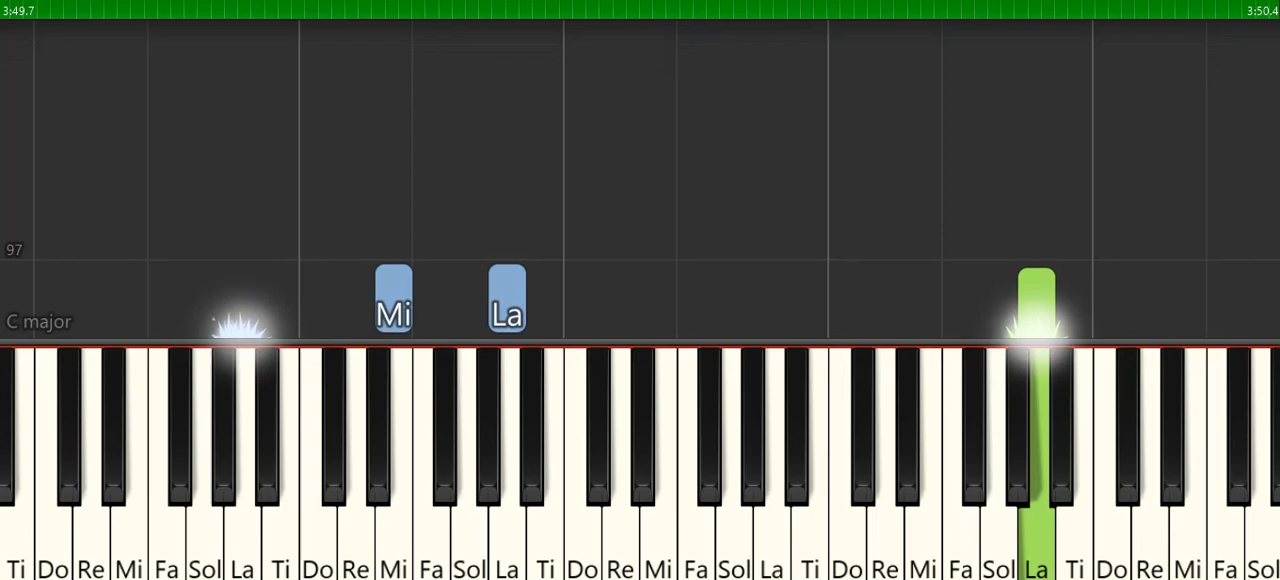 3:49.7 3:50.4
97
Mi La
C major
Ti Do Re Mi Fa Sol La Ti Do Re Mi Fa Sol La Ti Do Re Mi Fa Sol La Ti Do Re Mi Fa Sol La Ti Do Re Mi Fa So